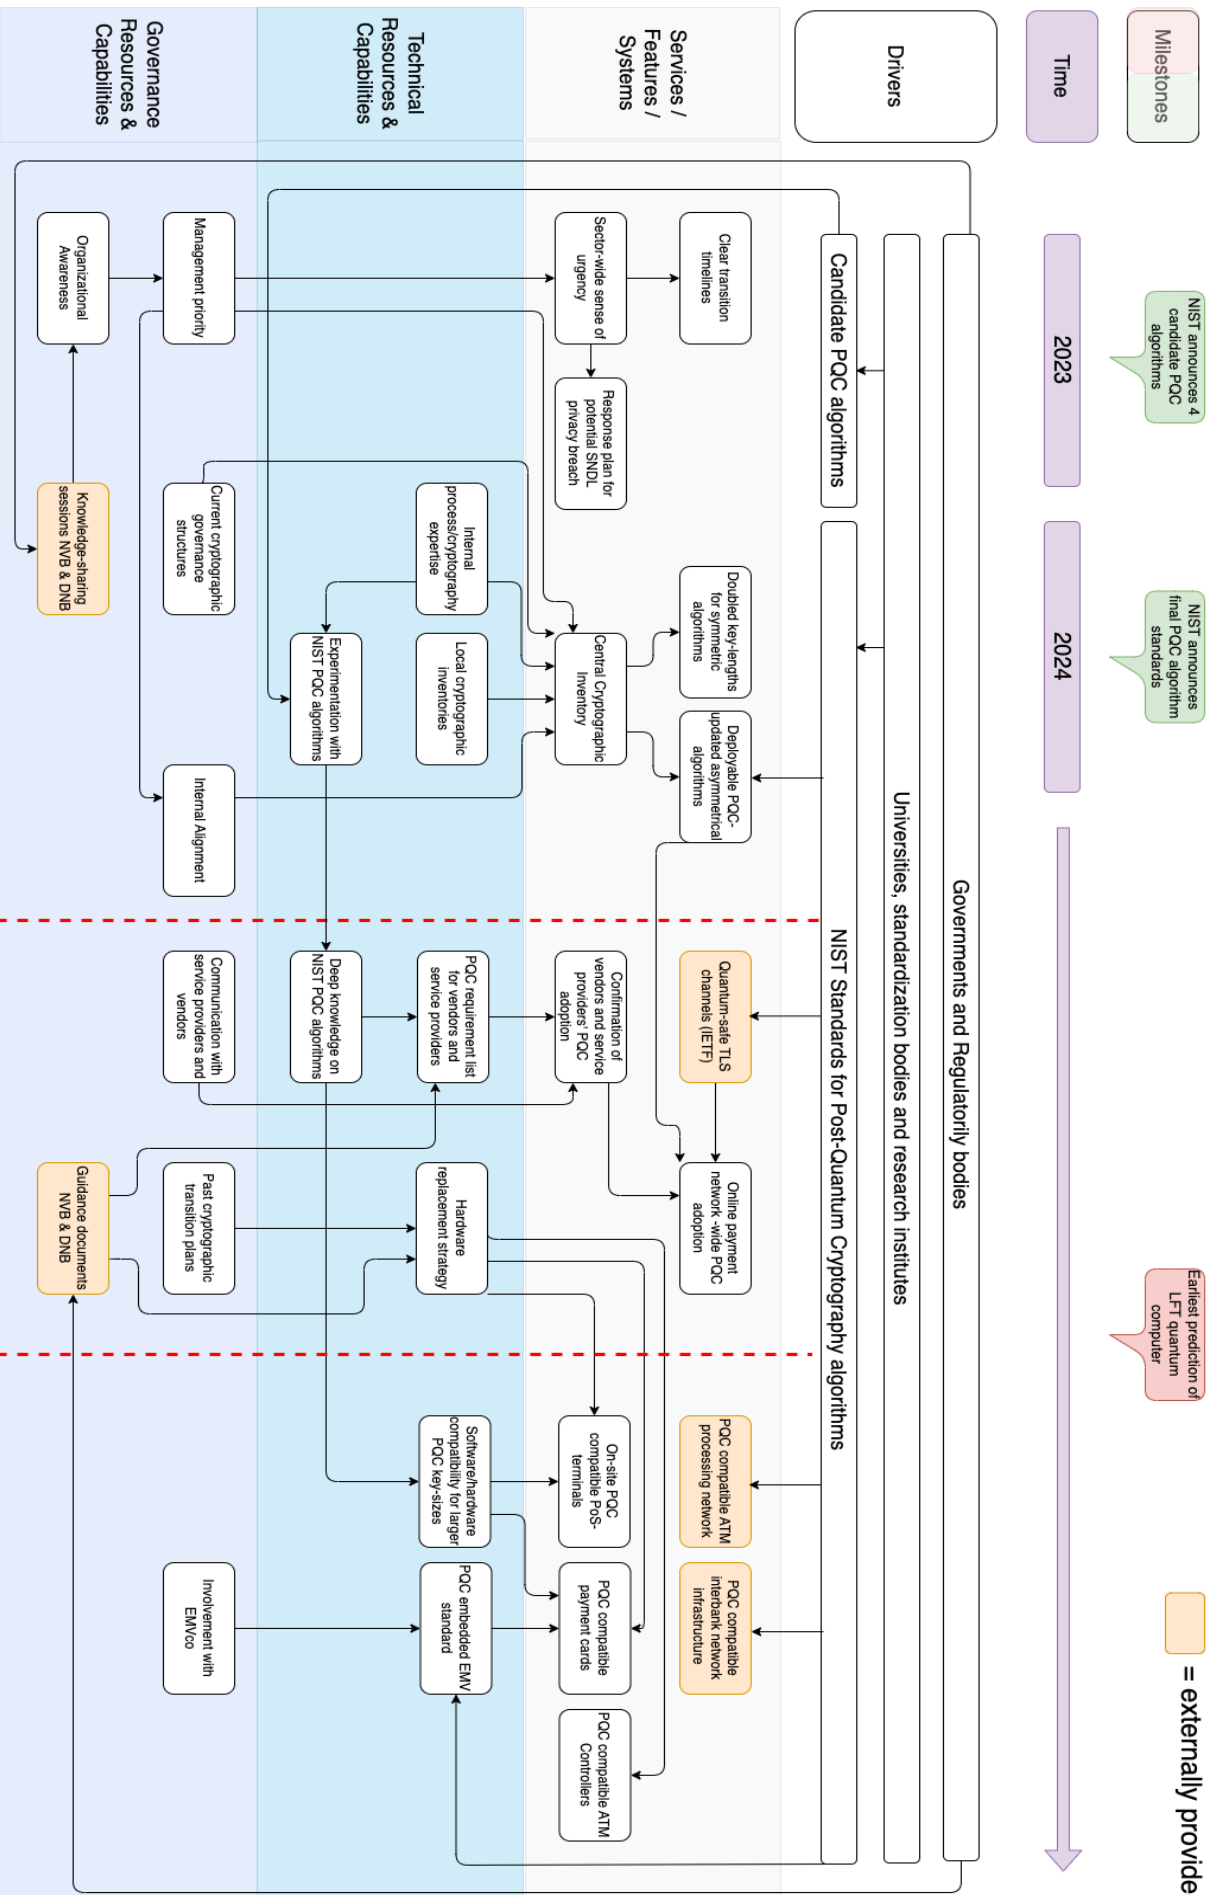 Milestones
NIST announces 4
candidate PQC
algorithms
NIST announces
final PQC algorithm
standards
Earliest prediction of
LFT quantum
computer
= externally provide
Time
2023
2024
Drivers
Governments and Regulatorily bodies
Universities, standardization bodies and research institutes
Candidate PQC algorithms
NIST Standards for Post-Quantum Cryptography algorithms
Services /
Features /
Systems
Clear transition
timelines
Doubled key-lengths
for symmetric
algorithms
Deployable PQC-
updated asymmetrical
algorithms
Quantum-safe TLS
channels (IETF)
Online payment
network -wide PQC
adoption
PQC compatible ATM
processing network
PQC compatible
interbank network
infrastructure
Sector-wide sense of
urgency
Response plan for
potential SNDL
privacy breach
Central Cryptographic
Inventory
Confirmation of
vendors and service
providers' PQC
adoption
On-site PQC
compatible PoS-
terminals
PQC compatible
payment cards
PQC compatible ATM
Controllers
Technical
Resources &
Capabilities
Internal
process/cryptography
expertise
Local cryptographic
inventories
PQC requirement list
for vendors and
service providers
Hardware
replacement strategy
Software/hardware
compatibility for larger
PQC key-sizes
PQC embedded EMV
standard
Experimentation with
NIST PQC algorithms
Deep knowledge on
NIST PQC algorithms
Governance
Resources &
Capabilities
Management priority
Current cryptographic
governance
structures
Internal Alignment
Communication with
service providers and
vendors
Past cryptographic
transition plans
Involvement with
EMVco
Organizational
Awareness
Knowledge-sharing
sessions NVB & DNB
Guidance documents
NVB & DNB